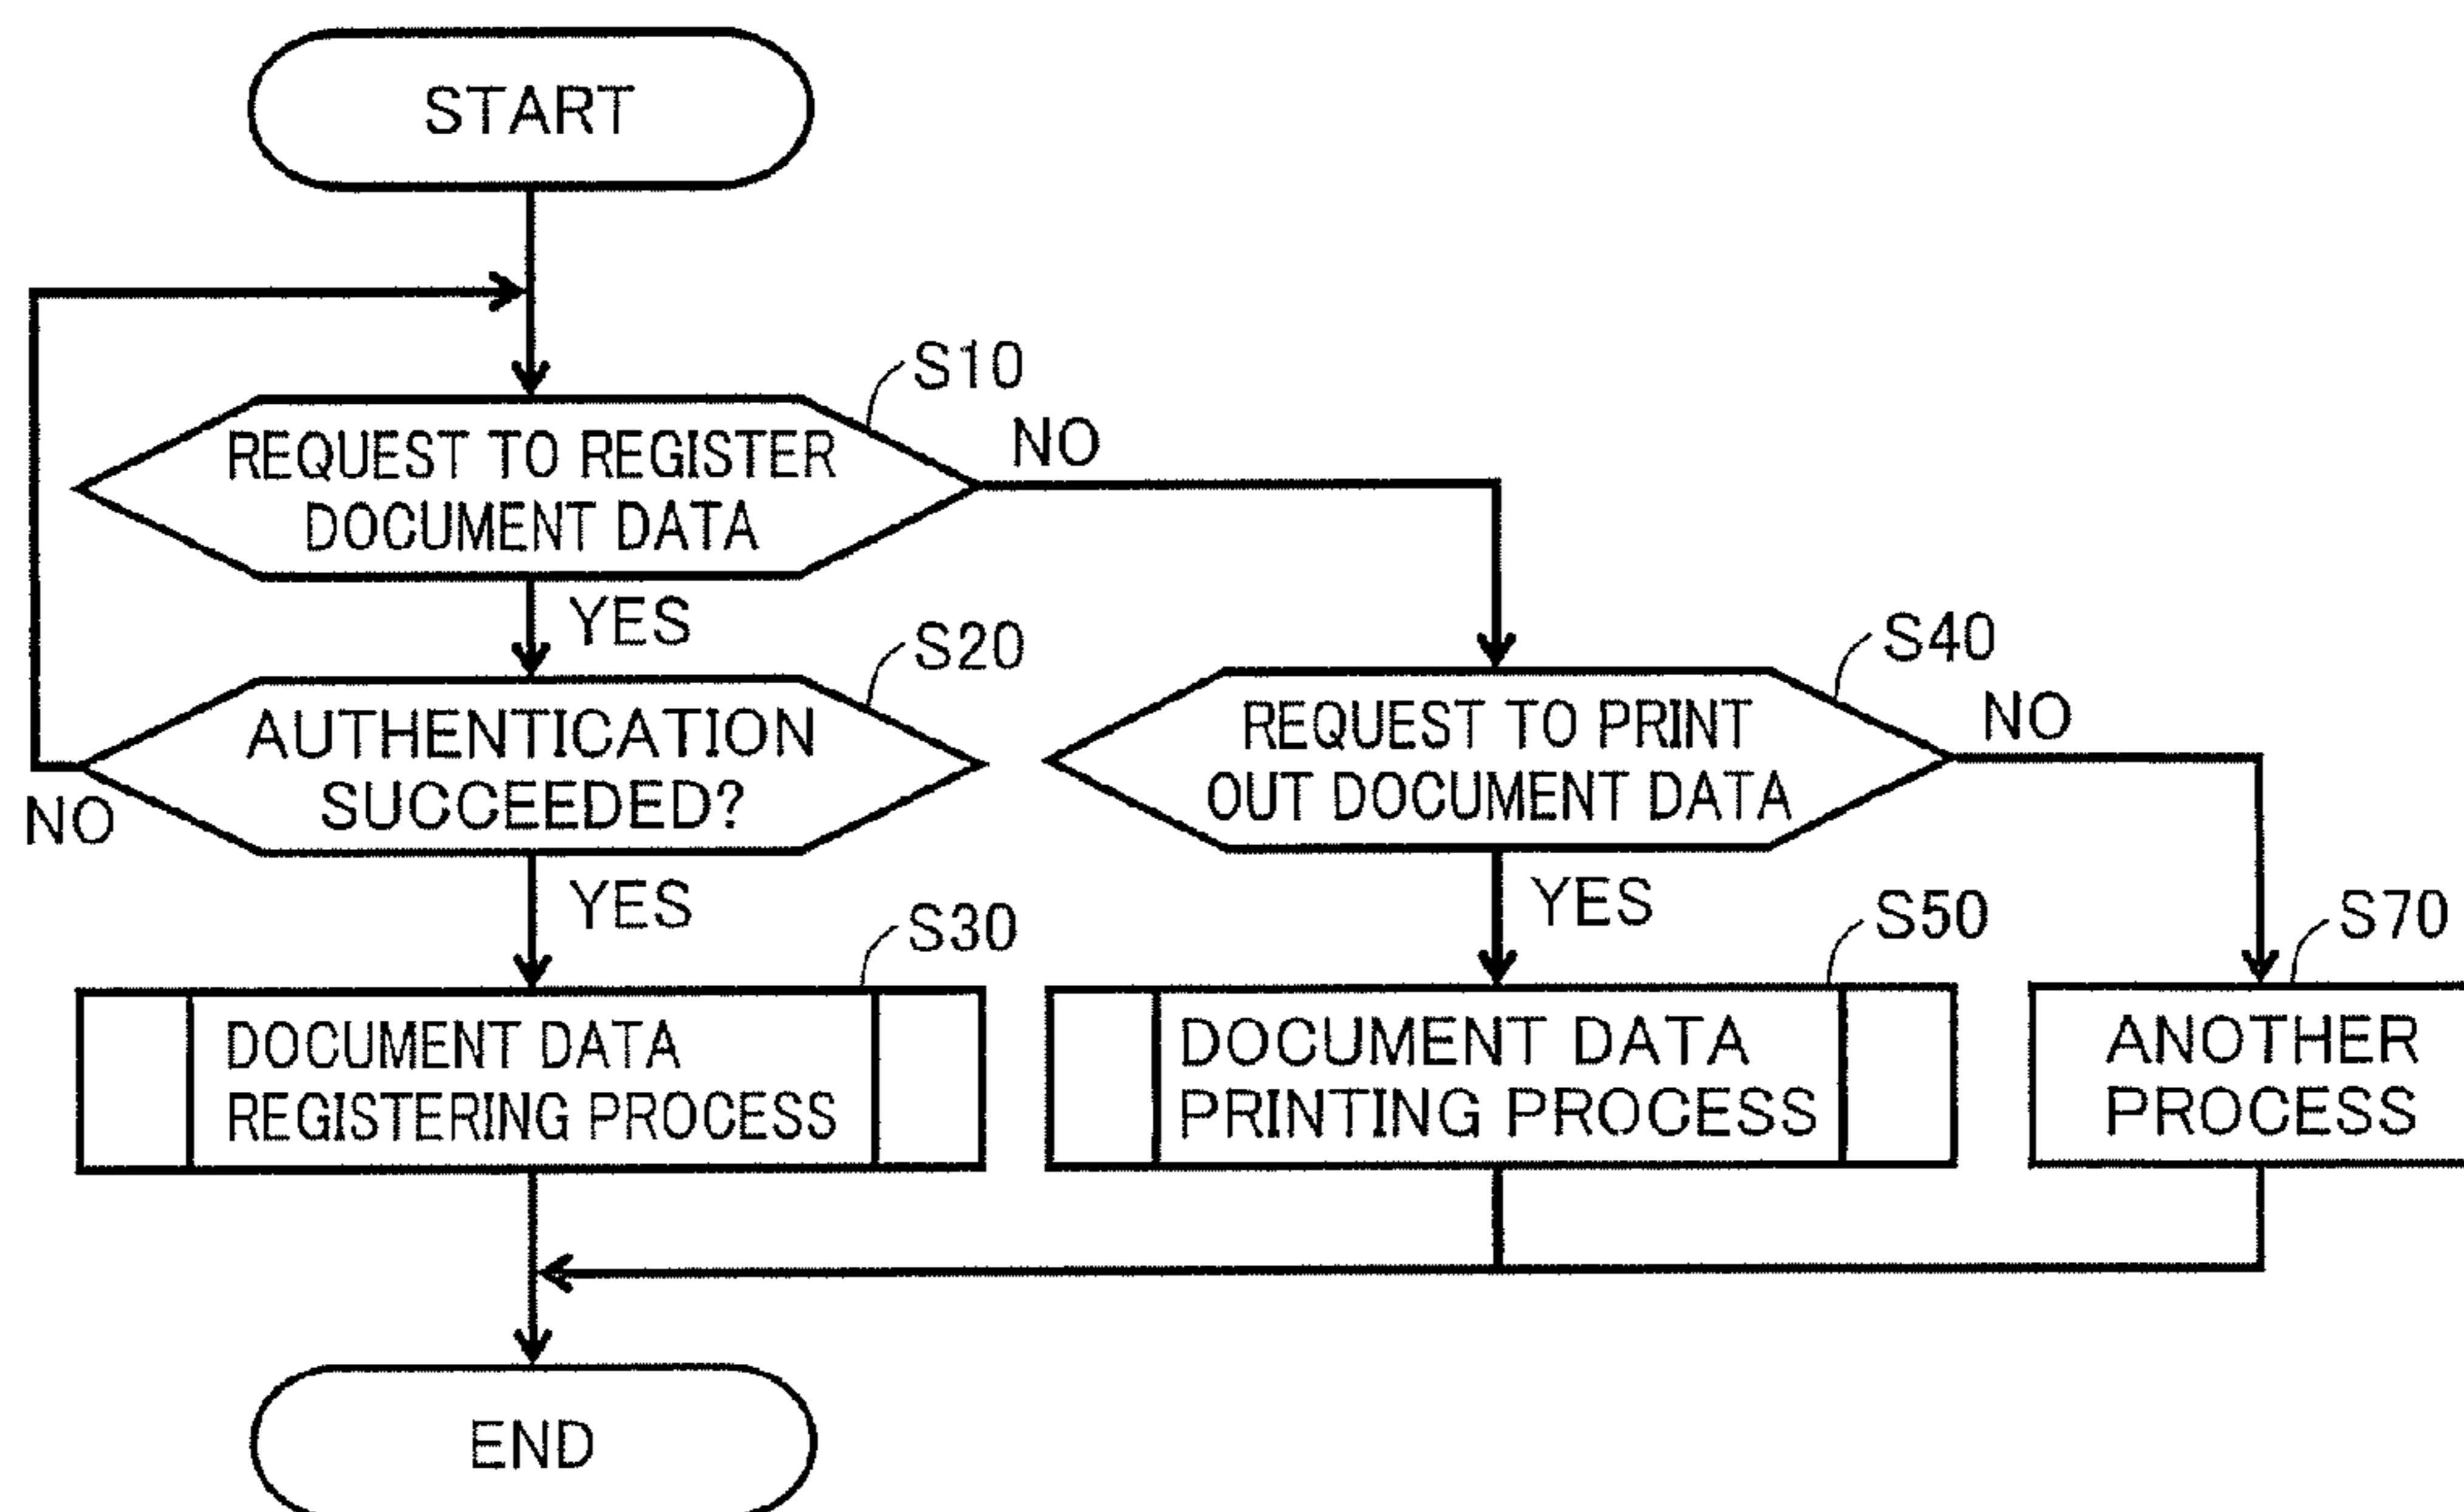 START
S10
REQUEST TO REGISTER
DOCUMENT DATA
NO
YES
S20
AUTHENTICATION
SUCCEEDED?
NO
YES
S40
REQUEST TO PRINT
OUT DOCUMENT DATA
NO
YES
S30
DOCUMENT DATA
REGISTERING PROCESS
S50
DOCUMENT DATA
PRINTING PROCESS
S70
ANOTHER
PROCESS
END